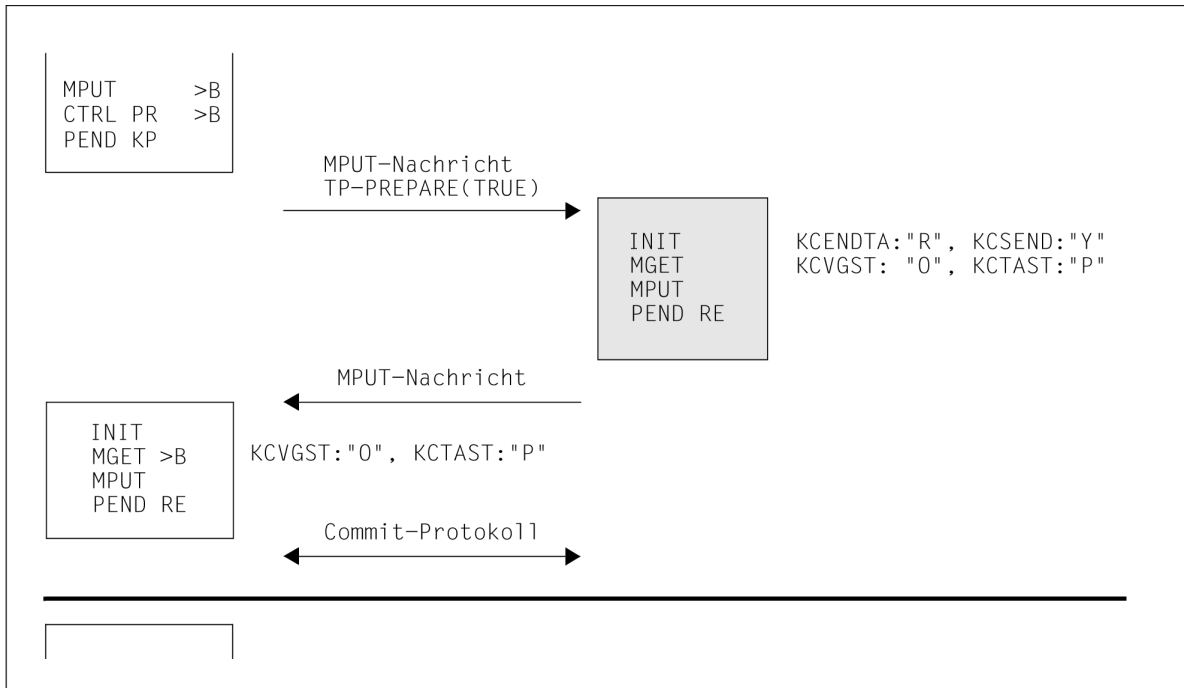 MPUT >B
CTRL PR >B
PEND KP
MPUT-Nachricht
TP-PREPARE(TRUE)
INIT
MGET
MPUT
PEND RE
KCENDTA:"R", KCSEND:"Y"
KCVGST: "O", KCTAST:"P"
MPUT-Nachricht
INIT
MGET >B
MPUT
PEND RE
KCVGST:"O", KCTAST:"P"
Commit-Protokoll